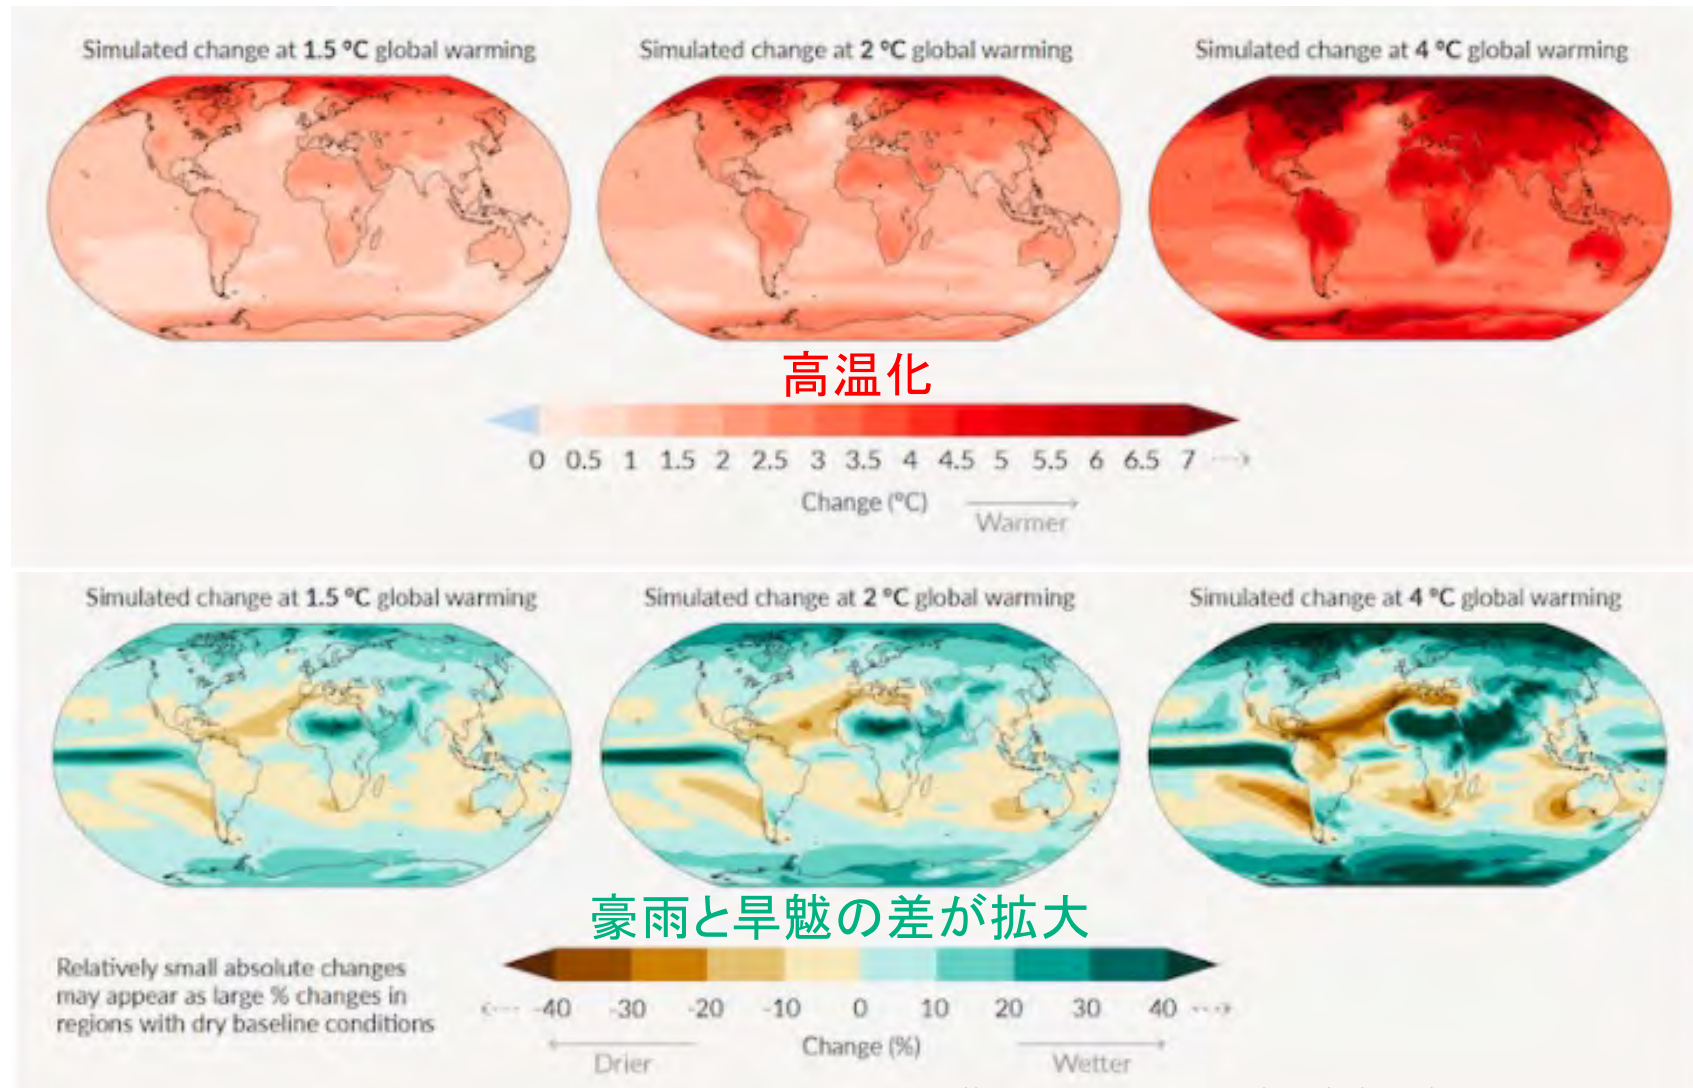 Simulated change at 1.5 °C global warming
Simulated change at 2 °C global warming
Simulated change at 4 °C global warming
高温化
0 0.5 1 1.5 2 2.5 3 3.5 4 4.5 5 5.5 6 6.5 7
Change (°C)
Warmer
Simulated change at 1.5 °C global warming
Simulated change at 2 °C global warming
Simulated change at 4 °C global warming
豪雨と旱魃の差が拡大
Relatively small absolute changes
may appear as large % changes in
regions with dry baseline conditions
-40 -30 -20 -10 0 10 20 30 40
Change (%)
Drier
Wetter